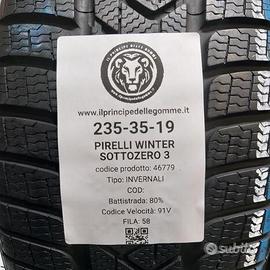 IL PRINCIPE DELLE GOMME
www.ilprincipedellegomme.it
235-35-19
PIRELLI WINTER
SOTTOZERO 3
codice prodotto: 46779
Tipo: INVERNALI
COD:
Battistrada: 80%
Codice Velocità: 91V
FILA: 58
subito